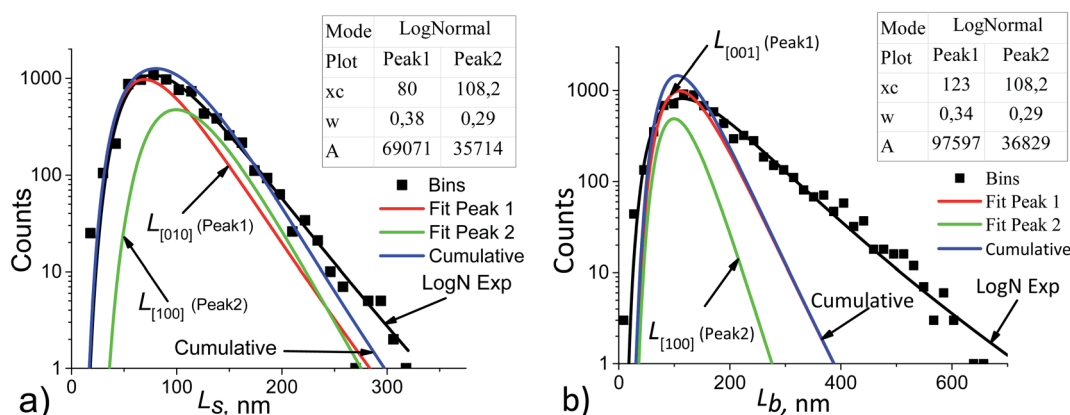 Mode LogNormal
Plot Peak1 Peak2
xc 80 108,2
w 0,38 0,29
A 69071 35714
1000
100
10
1
Counts
Bins
Fit Peak 1
Fit Peak 2
Cumulative
LogN Exp
L[010] (Peak1)
L[100] (Peak2)
Cumulative
0 100 200 300
a)
Ls, nm
Mode LogNormal
Plot Peak1 Peak2
xc 123 108,2
w 0,34 0,29
A 97597 36829
L[001] (Peak1)
1000
100
10
1
Counts
Bins
Fit Peak 1
Fit Peak 2
Cumulative
Cumulative
LogN Exp
L[100] (Peak2)
0 200 400 600
b)
Lb, nm